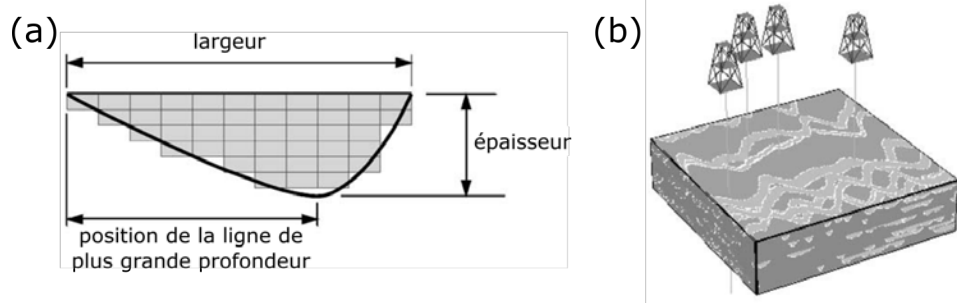 (a)
largeur
épaisseur
position de la ligne de
plus grande profondeur
(b)